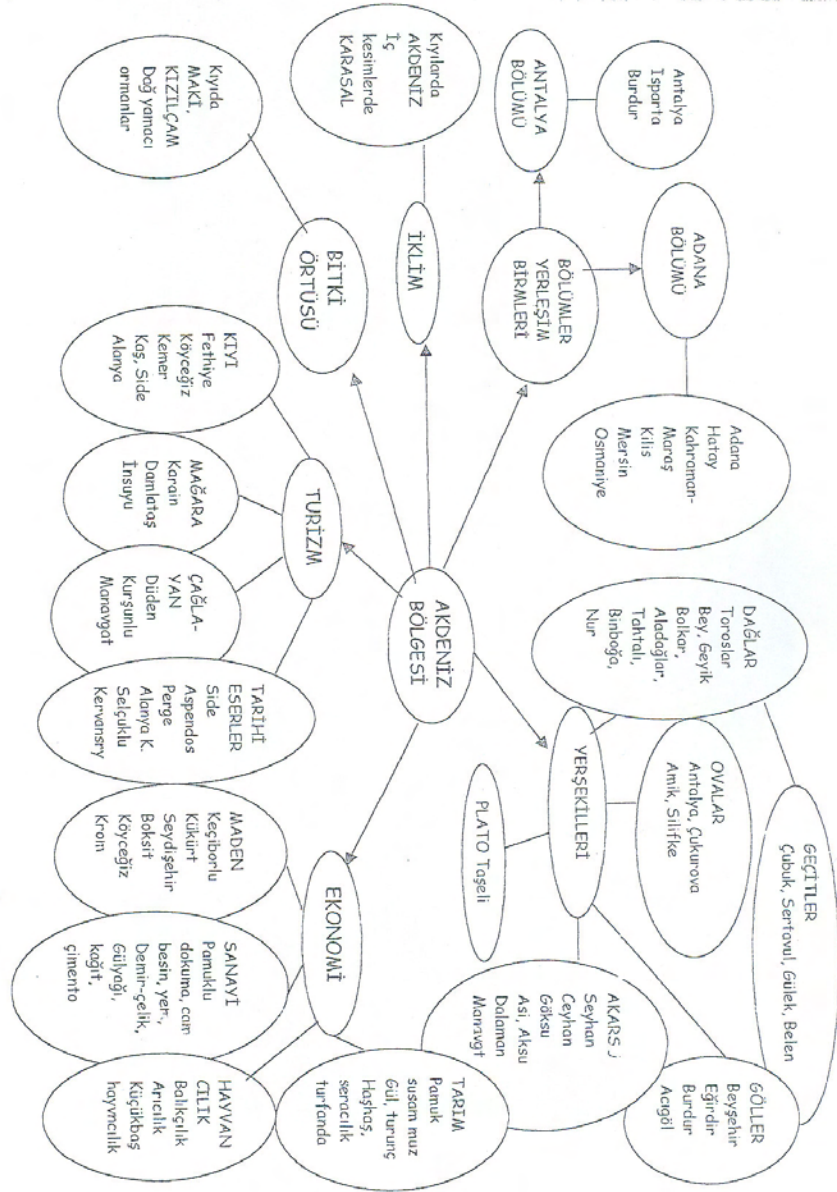 AKDENİZ
BÖLGESİ
BÖLÜMLER
YERLEŞİM
BİRMLERİ
ANTALYA
BÖLÜMÜ
Antalya
Isparta
Burdur
ADANA
BÖLÜMÜ
Adana
Hatay
Kahraman-
Maraş
Kilis
Mersin
Osmaniye
İKLİM
Kıyılarda
AKDENİZ
İç
kesimlerde
KARASAL
BİTKİ
ÖRTÜSÜ
Kıyıda
MAKİ,
KIZILÇAM
Dağ yamacı
ormanlar
TURİZM
KIYI
Fethiye
Köyceğiz
Kemer
Kaş, Side
Alanya
MAĞARA
Karain
Damlataş
İnsuyu
ÇAĞLA-
YAN
Düden
Kurşunlu
Manavgat
TARİHİ
ESERLER
Side
Aspendos
Perge
Alanya K.
Selçuklu
Kervansry
YERŞEKİLLERİ
DAĞLAR
Toroslar
Bey, Geyik
Bolkar,
Aladağlar,
Tahtalı,
Binboğa,
Nur
OVALAR
Antalya, Çukurova
Amik, Silifke
GEÇİTLER
Çubuk, Sertavul, Gülek, Belen
GÖLLER
Beyşehir
Eğirdir
Burdur
Acıgöl
PLATO Taşeli
AKARSJ
Seyhan
Ceyhan
Göksu
Asi, Aksu
Dalaman
Manavgt
EKONOMİ
MADEN
Keçiborlu
Kükürt
Seydişehir
Boksit
Köyceğiz
Krom
SANAYİ
Pamuklu
dokuma, cam
besin, yem,
Demir-çelik,
Gülyağı,
kağıt,
çimento
HAYVAN
CILIK
Balıkçılık
Arıcılık
Küçükbaş
hayvncılık
TARIM
Pamuk
susam muz
Gül, turunç
Haşhaş,
seracılık
turfanda